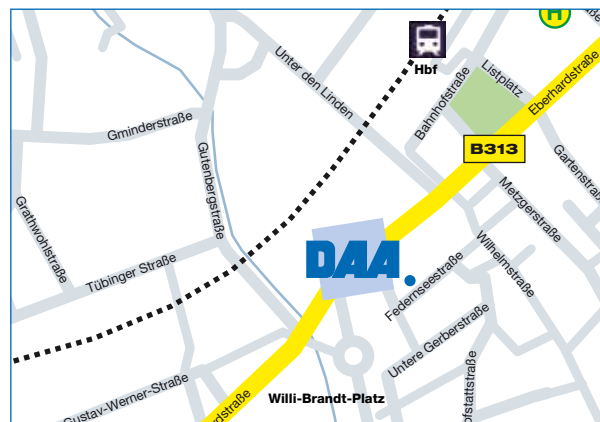 H
Hbf
Unter den Linden
Bahnhofstraße
Listplatz
Eberhardstraße
B313
Gminderstraße
Gutenbergstraße
Metzgerstraße
Grathwohlstraße
Tübinger Straße
DAA.
Federnseestraße
Wilhelmstraße
Untere Gerberstraße
Gustav-Werner-Straße
Willi-Brandt-Platz